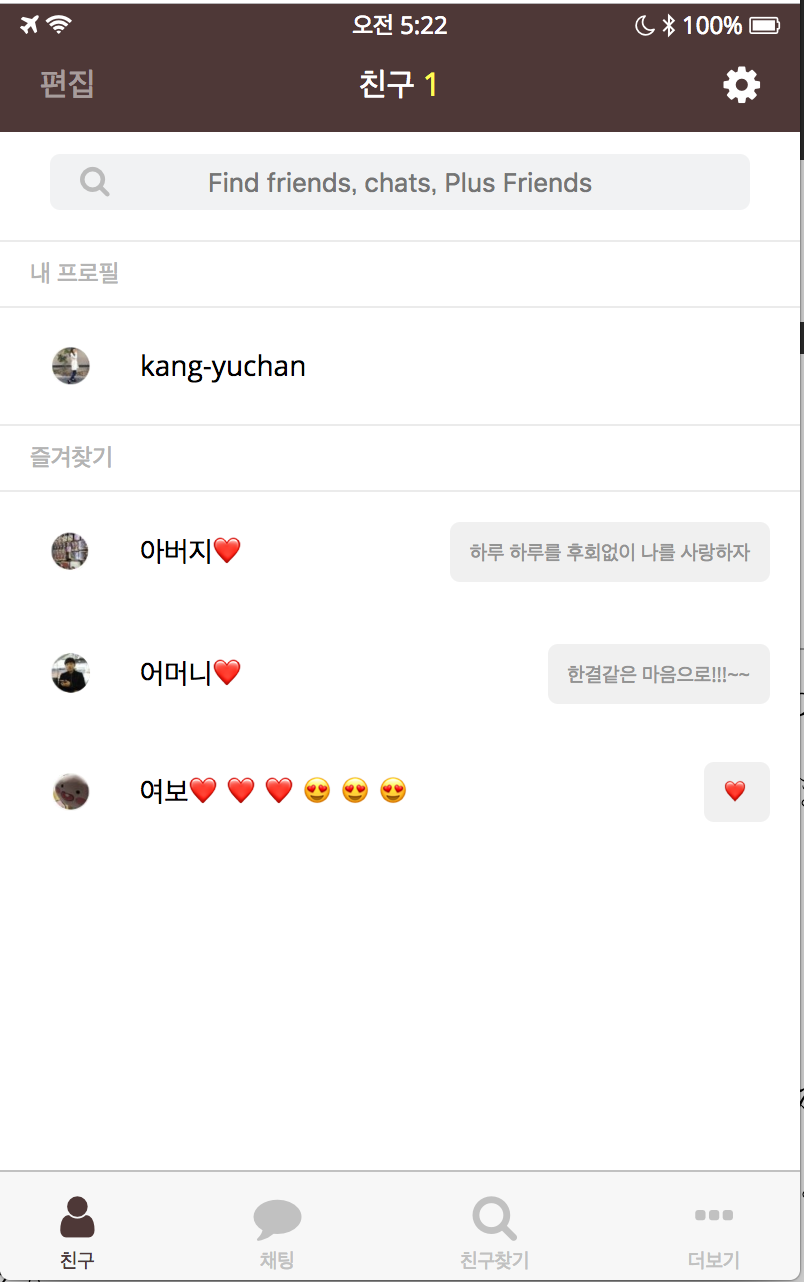 오전 5:22 100%
편집 친구 1
Find friends, chats, Plus Friends
내 프로필
kang-yuchan
즐겨찾기
아버지❤️ 하루 하루를 후회없이 나를 사랑하자
어머니❤️ 한결같은 마음으로!!!~~
여보❤️ ❤️ ❤️ 😍 😍 😍 ❤️
친구 채팅 친구찾기 더보기